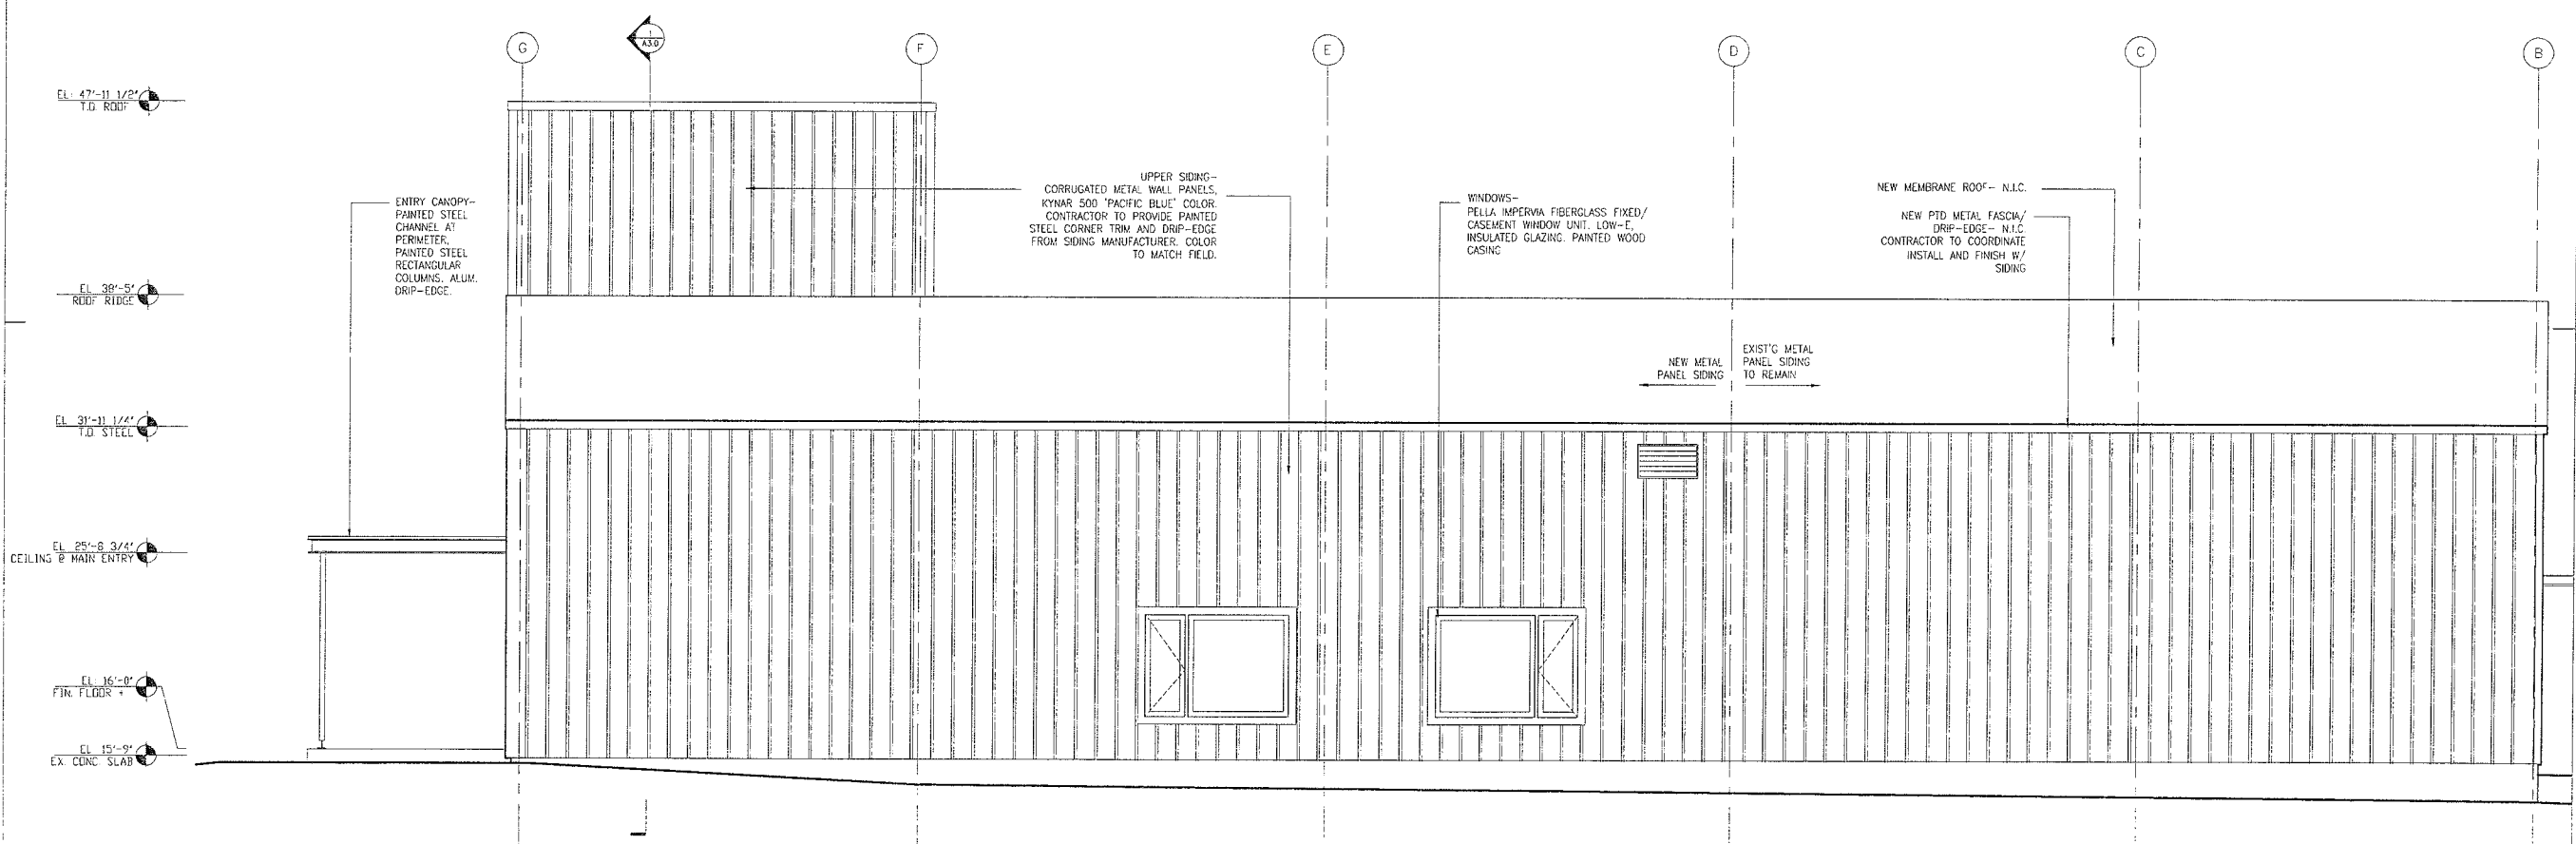 G
1
A3.0
F
E
D
C
B
EL: 47'-11 1/2"
T.O. ROOF
EL 38'-5"
ROOF RIDGE
EL 31'-11 1/4"
T.O. STEEL
EL 25'-8 3/4"
CEILING @ MAIN ENTRY
EL: 16'-0"
FIN. FLOOR +
EL 15'-9"
EX. CONC SLAB
ENTRY CANOPY-
PAINTED STEEL
CHANNEL AT
PERIMETER,
PAINTED STEEL
RECTANGULAR
COLUMNS. ALUM.
DRIP-EDGE.
UPPER SIDING-
CORRUGATED METAL WALL PANELS,
KYNAR 500 'PACIFIC BLUE' COLOR.
CONTRACTOR TO PROVIDE PAINTED
STEEL CORNER TRIM AND DRIP-EDGE
FROM SIDING MANUFACTURER. COLOR
TO MATCH FIELD.
WINDOWS-
PELLA IMPERVIA FIBERGLASS FIXED/
CASEMENT WINDOW UNIT. LOW-E,
INSULATED GLAZING. PAINTED WOOD
CASING
NEW MEMBRANE ROOF- N.I.C.
NEW PTD METAL FASCIA/
DRIP-EDGE- N.I.C.
CONTRACTOR TO COORDINATE
INSTALL AND FINISH W/
SIDING
NEW METAL
PANEL SIDING
EXIST'G METAL
PANEL SIDING
TO REMAIN